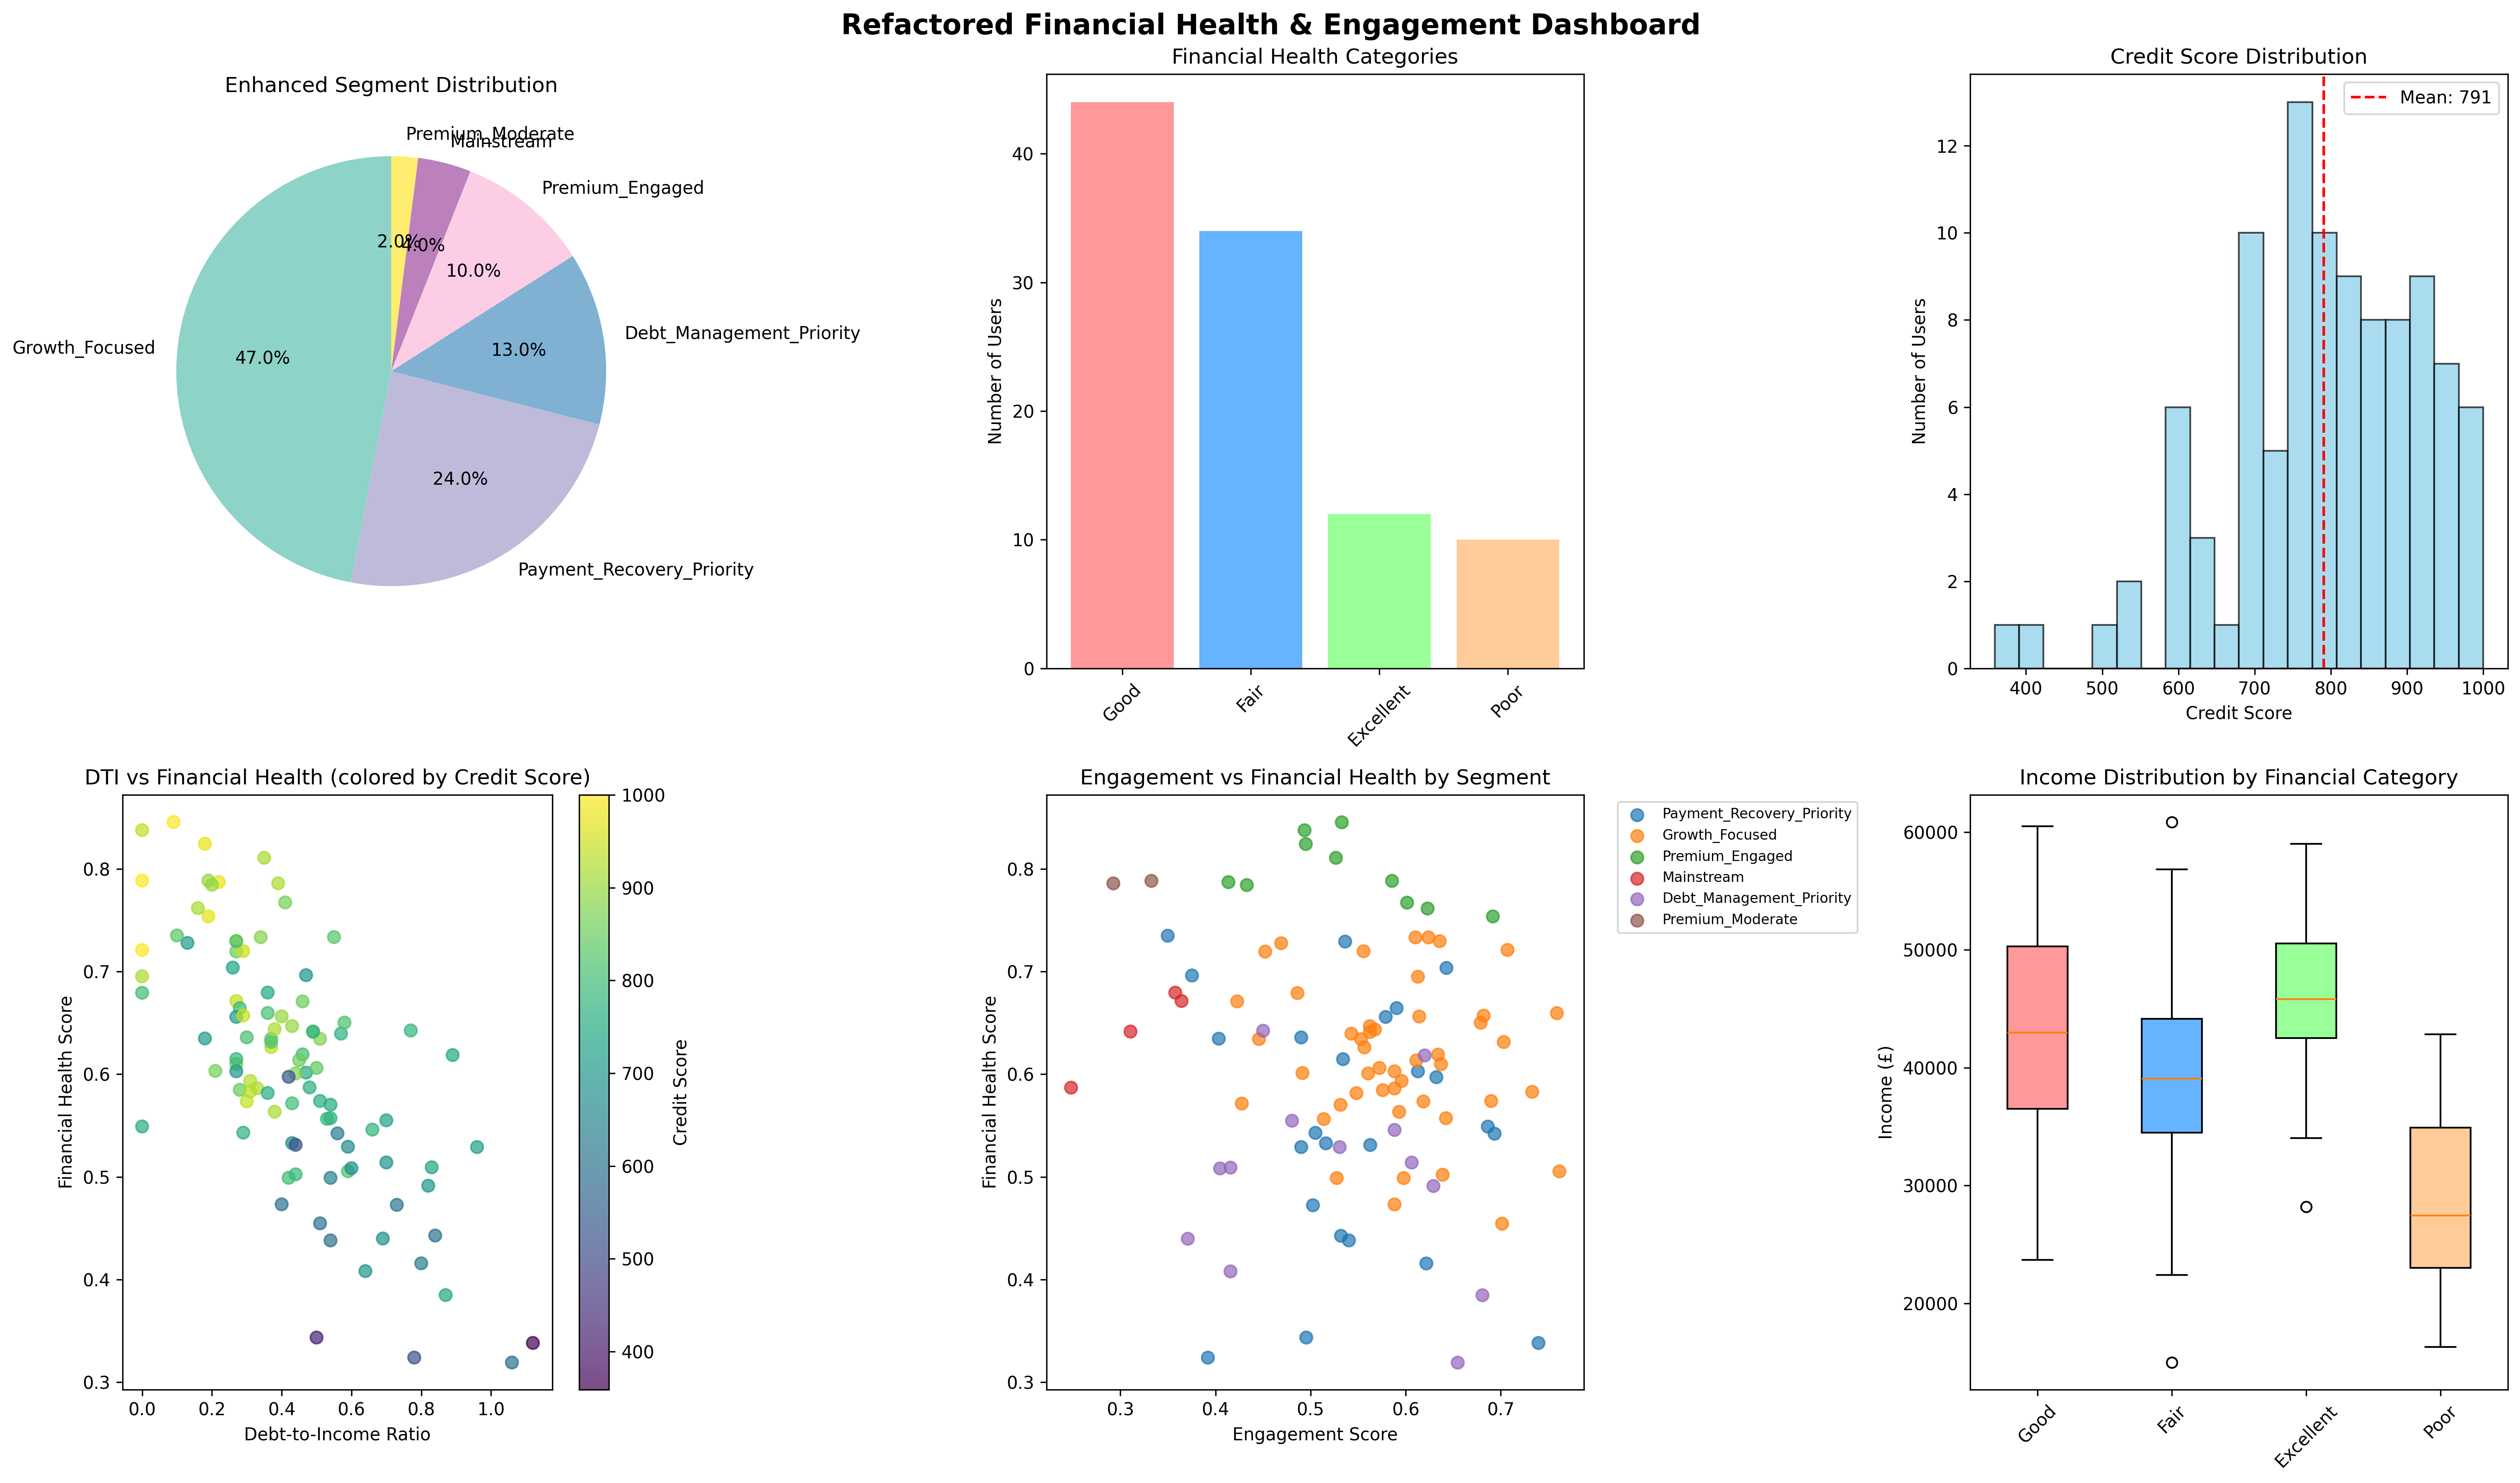 Refactored Financial Health & Engagement Dashboard
Enhanced Segment Distribution
Premium_Moderate
Mainstream
Premium_Engaged
Debt_Management_Priority
Growth_Focused
Payment_Recovery_Priority
2.0%
4.0%
10.0%
13.0%
47.0%
24.0%
Financial Health Categories
Number of Users
40
30
20
10
0
Good
Fair
Excellent
Poor
Credit Score Distribution
Mean: 791
Number of Users
12
10
8
6
4
2
0
400
500
600
700
800
900
1000
Credit Score
DTI vs Financial Health (colored by Credit Score)
Financial Health Score
0.8
0.7
0.6
0.5
0.4
0.3
0.0
0.2
0.4
0.6
0.8
1.0
Debt-to-Income Ratio
1000
900
800
700
600
500
400
Credit Score
Engagement vs Financial Health by Segment
Financial Health Score
0.8
0.7
0.6
0.5
0.4
0.3
0.3
0.4
0.5
0.6
0.7
Engagement Score
Payment_Recovery_Priority
Growth_Focused
Premium_Engaged
Mainstream
Debt_Management_Priority
Premium_Moderate
Income Distribution by Financial Category
Income (£)
60000
50000
40000
30000
20000
Good
Fair
Excellent
Poor